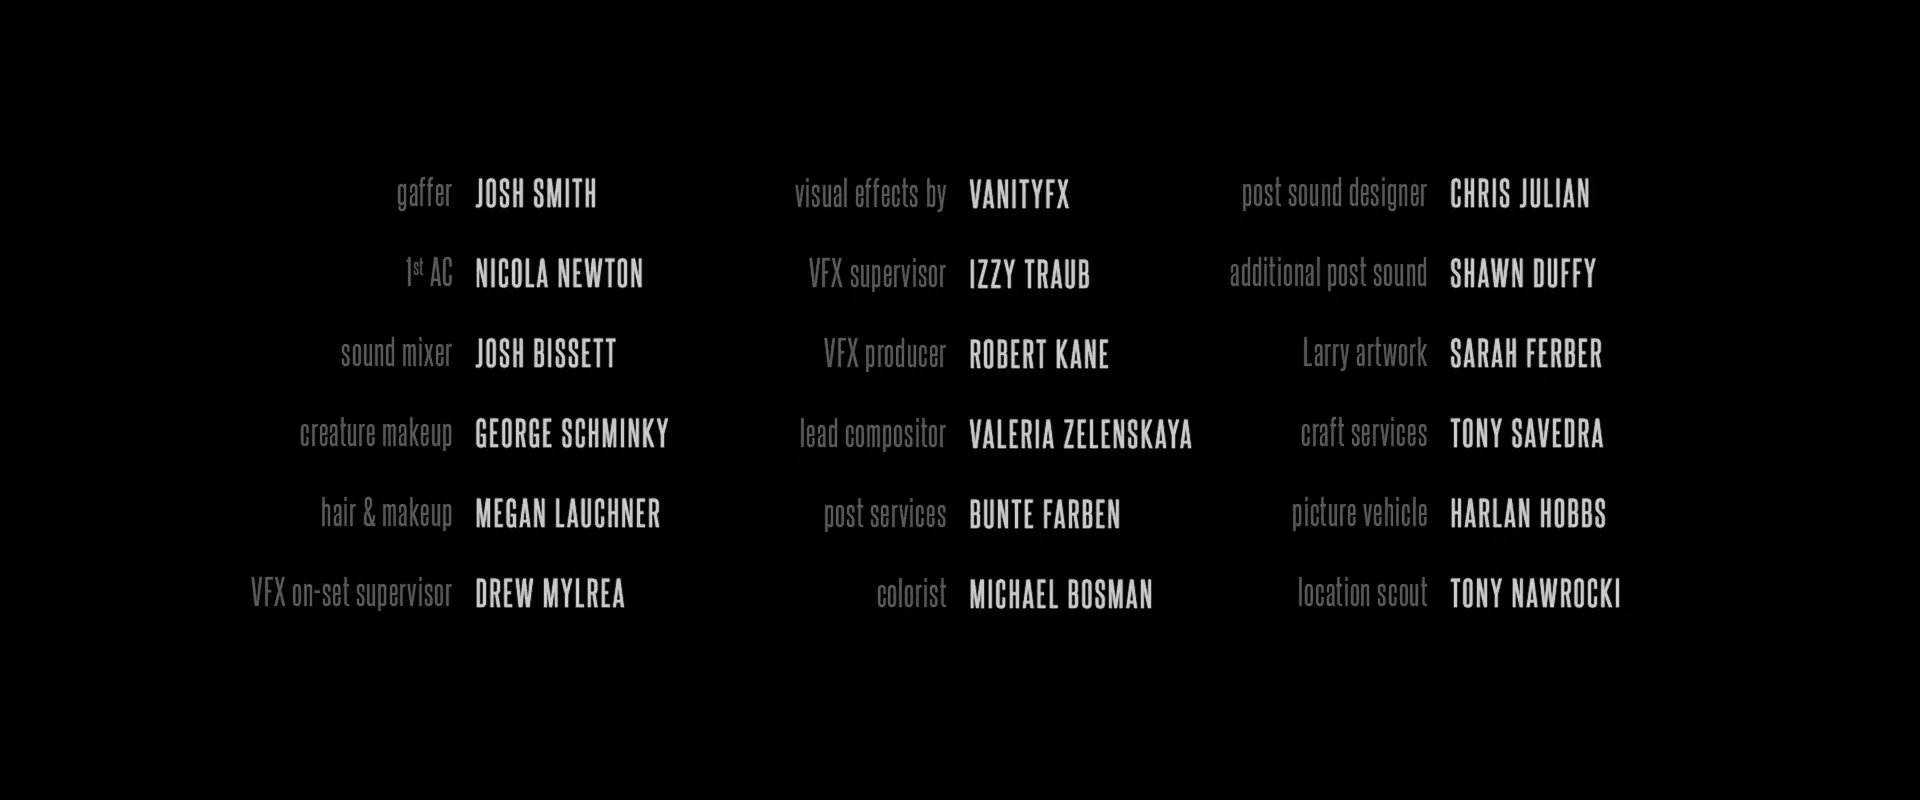 gaffer JOSH SMITH
1st AC NICOLA NEWTON
sound mixer JOSH BISSETT
creature makeup GEORGE SCHMINKY
hair & makeup MEGAN LAUCHNER
VFX on-set supervisor DREW MYLREA
visual effects by VANITYFX
VFX supervisor IZZY TRAUB
VFX producer ROBERT KANE
lead compositor VALERIA ZELENSKAYA
post services BUNTE FARBEN
colorist MICHAEL BOSMAN
post sound designer CHRIS JULIAN
additional post sound SHAWN DUFFY
Larry artwork SARAH FERBER
craft services TONY SAVEDRA
picture vehicle HARLAN HOBBS
location scout TONY NAWROCKI